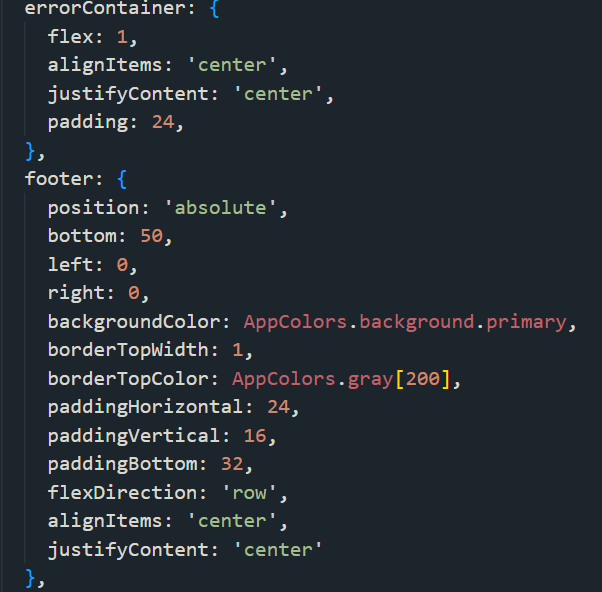 errorContainer: {
flex: 1,
alignItems: 'center',
justifyContent: 'center',
padding: 24,
},
footer: {
position: 'absolute',
bottom: 50,
left: 0,
right: 0,
backgroundColor: AppColors.background.primary,
borderTopWidth: 1,
borderTopColor: AppColors.gray[200],
paddingHorizontal: 24,
paddingVertical: 16,
paddingBottom: 32,
flexDirection: 'row',
alignItems: 'center',
justifyContent: 'center'
},